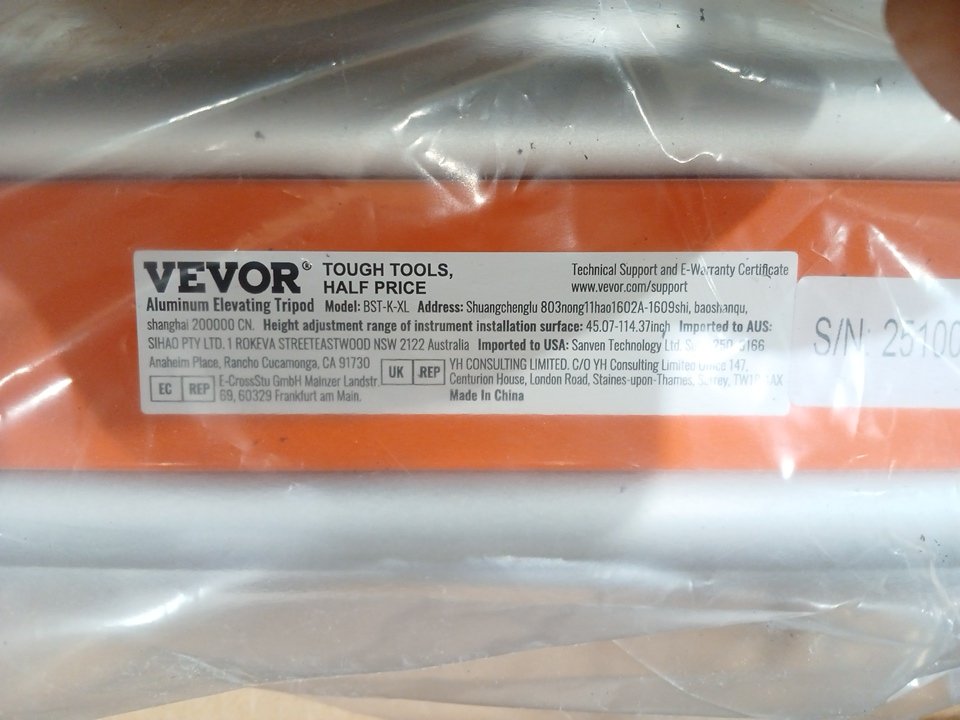 VEVOR®
TOUGH TOOLS,
HALF PRICE
Technical Support and E-Warranty Certificate
www.vevor.com/support
Aluminum Elevating Tripod Model: BST-K-XL Address: Shuangchenglu 803nong11hao1602A-1609shi, baoshanqu,
shanghai 200000 CN. Height adjustment range of instrument installation surface: 45.07-114.37inch Imported to AUS:
SIHAO PTY LTD. 1 ROKEVA STREETEASTWOOD NSW 2122 Australia Imported to USA: Sanven Technology Ltd.
Anaheim Place, Rancho Cucamonga, CA 91730
EC REP
E-CrossStu GmbH Mainzer Landstr.
69, 60329 Frankfurt am Main.
UK REP
YH CONSULTING LIMITED. C/O YH Consulting Limited Office 147,
Centurion House, London Road, Staines-upon-Thames, Surrey,
Made In China
S/N: 25100